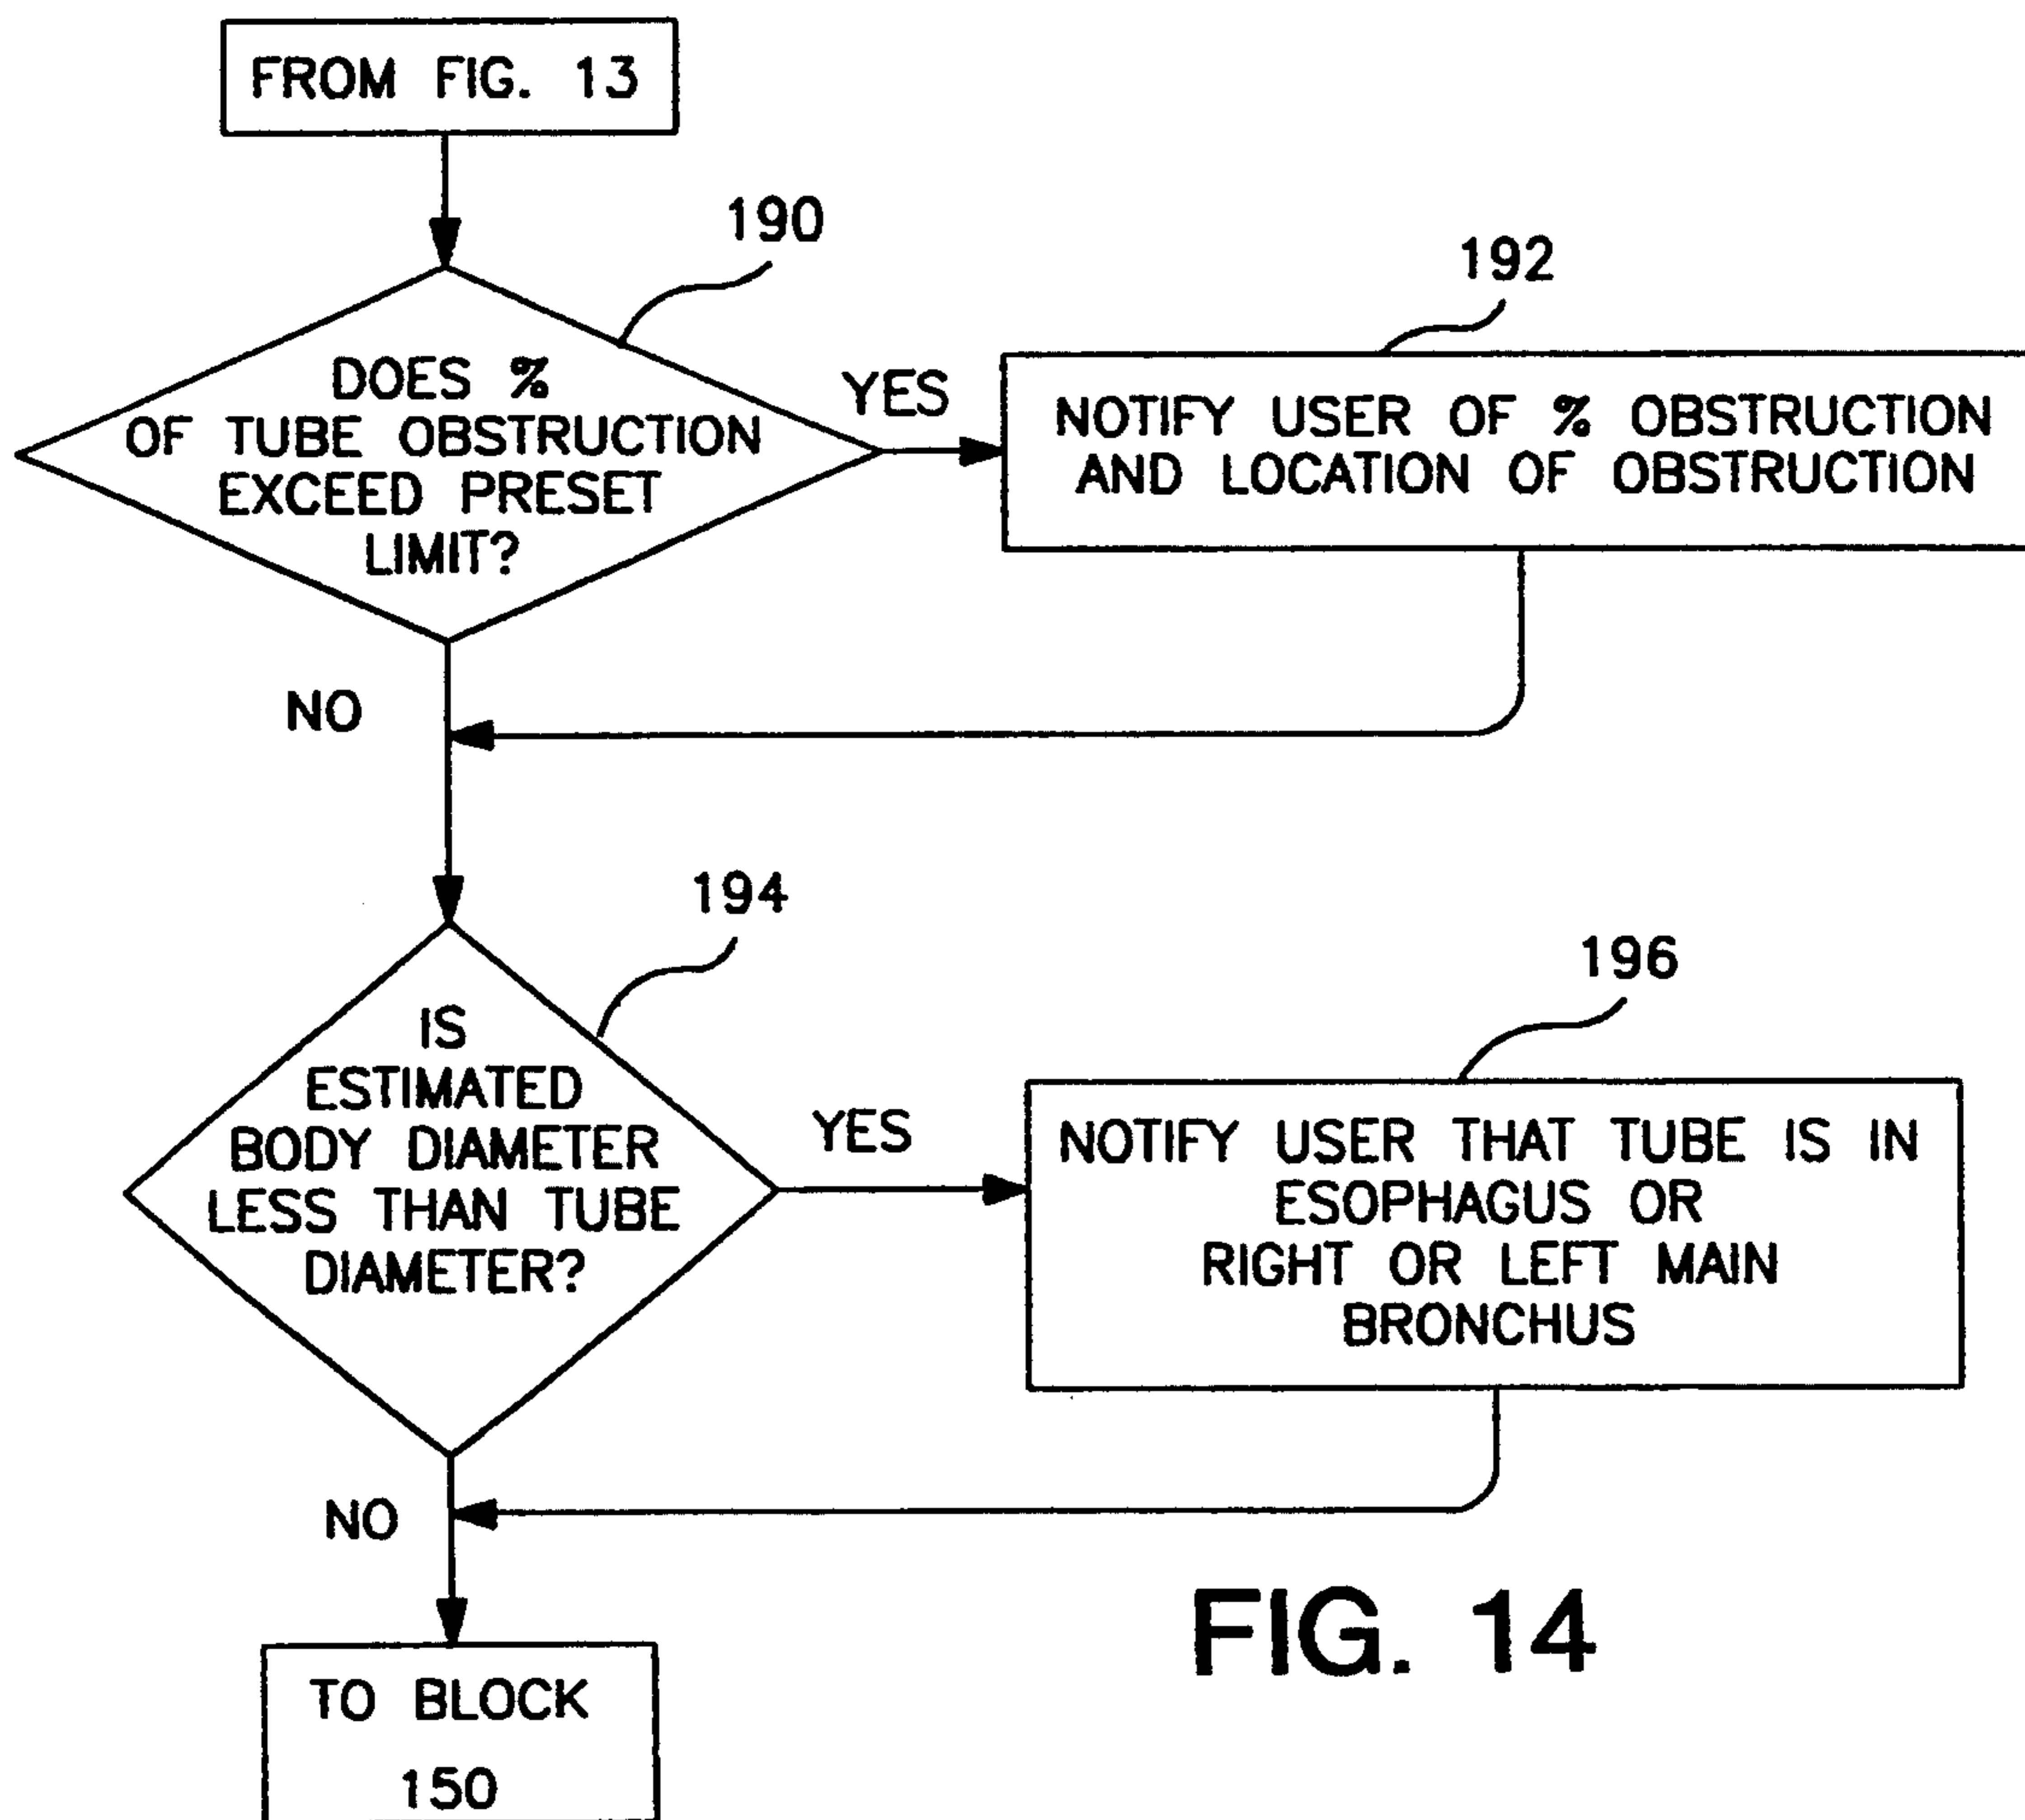 FROM FIG. 13
190
DOES %
OF TUBE OBSTRUCTION
EXCEED PRESET
LIMIT?
YES
192
NOTIFY USER OF % OBSTRUCTION
AND LOCATION OF OBSTRUCTION
NO
194
IS
ESTIMATED
BODY DIAMETER
LESS THAN TUBE
DIAMETER?
YES
196
NOTIFY USER THAT TUBE IS IN
ESOPHAGUS OR
RIGHT OR LEFT MAIN
BRONCHUS
NO
TO BLOCK
150
FIG. 14